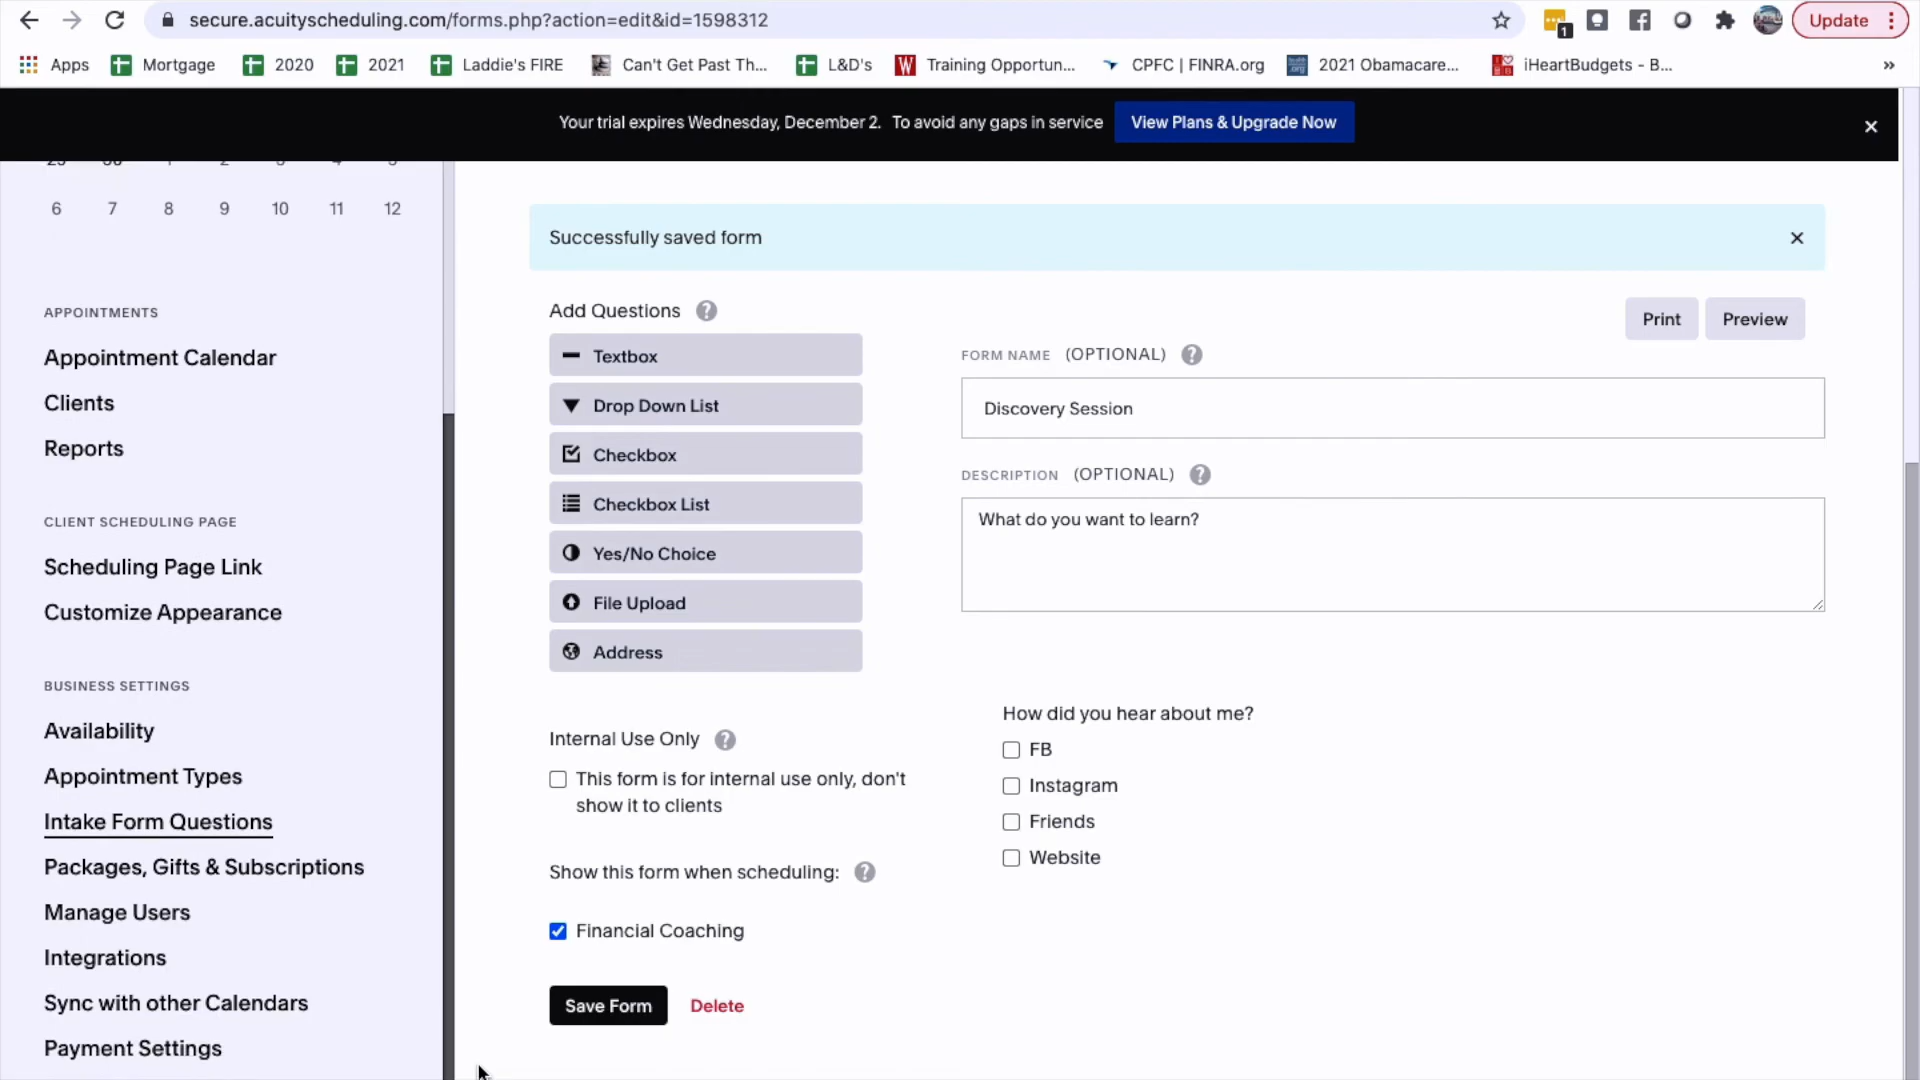 secure.acuityscheduling.com/forms.php?action=edit&id=1598312
1
Update
Apps
Mortgage
2020
2021
Laddie's FIRE
Can't Get Past Th...
L&D's
W
Training Opportun...
CPFC | FINRA.org
2021 Obamacare...
iHeartBudgets - B...
»
Your trial expires Wednesday, December 2. To avoid any gaps in service
View Plans & Upgrade Now
6 7 8 9 10 11 12
Successfully saved form
APPOINTMENTS
Appointment Calendar
Clients
Reports
CLIENT SCHEDULING PAGE
Scheduling Page Link
Customize Appearance
BUSINESS SETTINGS
Availability
Appointment Types
Intake Form Questions
Packages, Gifts & Subscriptions
Manage Users
Integrations
Sync with other Calendars
Payment Settings
Add Questions ?
Textbox
Drop Down List
Checkbox
Checkbox List
Yes/No Choice
File Upload
Address
Internal Use Only ?
This form is for internal use only, don't
show it to clients
Show this form when scheduling: ?
Financial Coaching
Save Form
Delete
Print
Preview
FORM NAME (OPTIONAL) ?
Discovery Session
DESCRIPTION (OPTIONAL) ?
What do you want to learn?
How did you hear about me?
FB
Instagram
Friends
Website